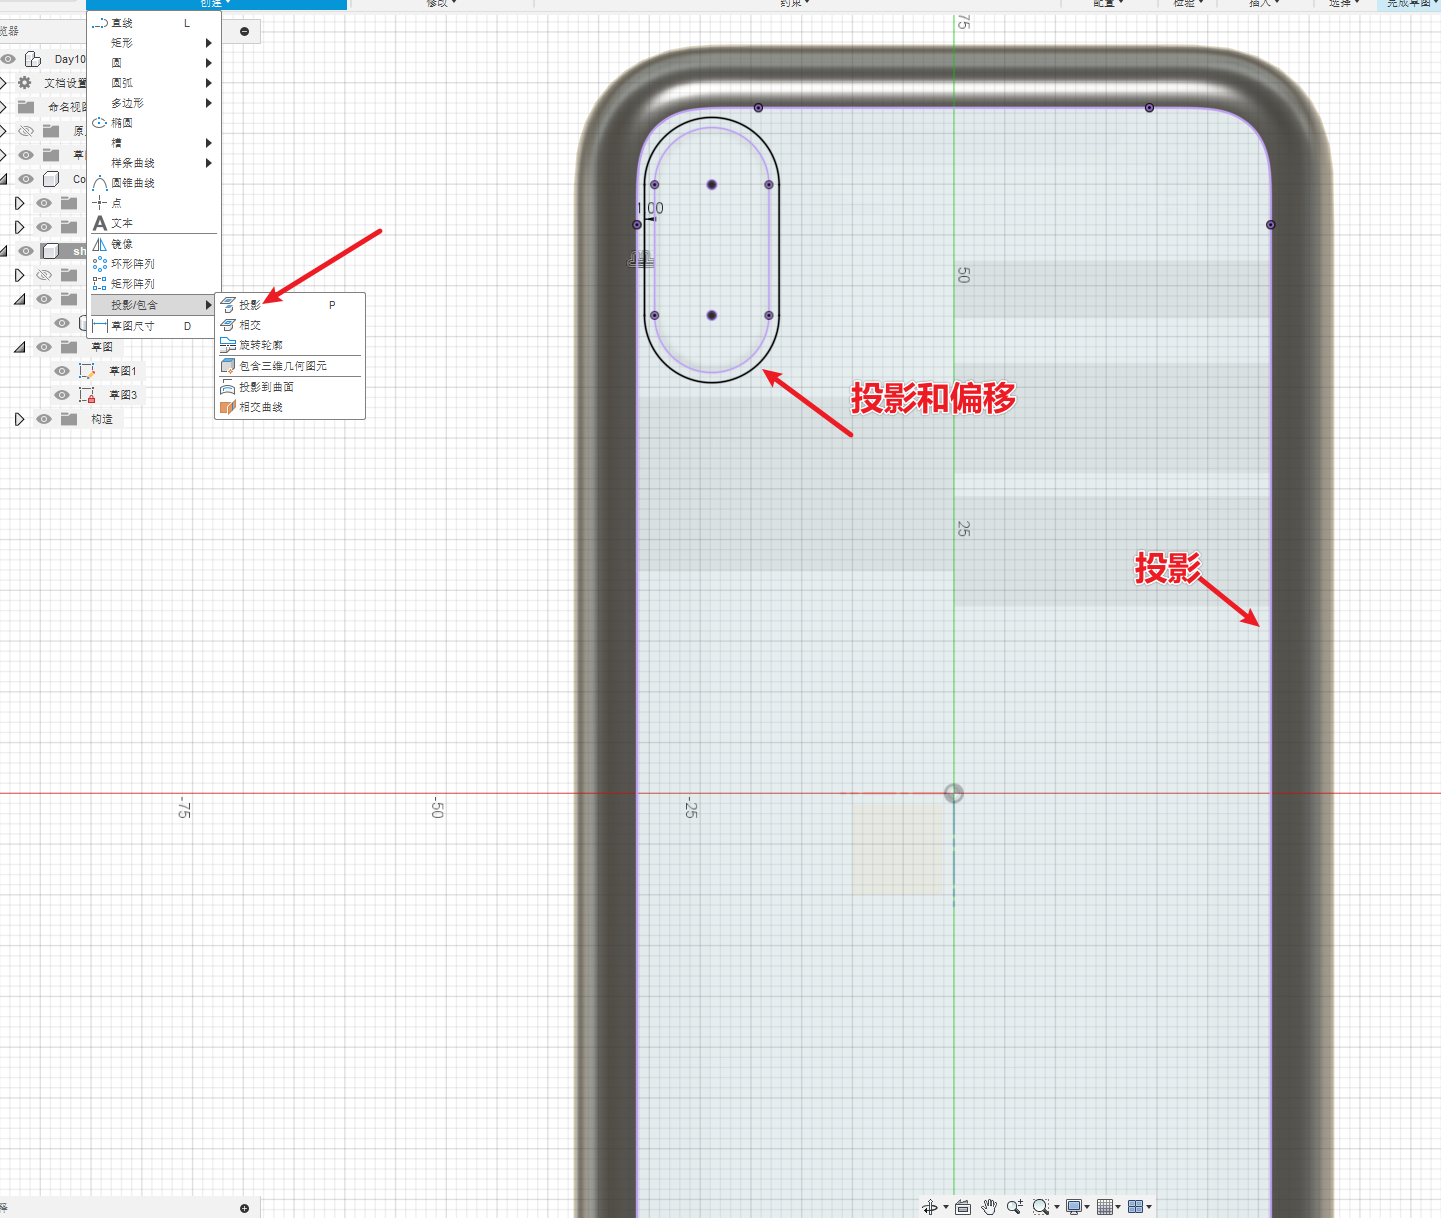 创建
修改
约束
配置
检验
插入
选择
完成草图
览器
Day10
文档设置
命名视图
草
Co
sh
草图
草图1
草图3
构造
直线 L
矩形
圆
圆弧
多边形
椭圆
槽
样条曲线
圆锥曲线
点
文本
镜像
环形阵列
矩形阵列
投影/包含
草图尺寸 D
投影 P
相交
旋转轮廓
包含三维几何图元
投影到曲面
相交曲线
75
50
25
-75
-50
-25
1.00
投影和偏移
投影